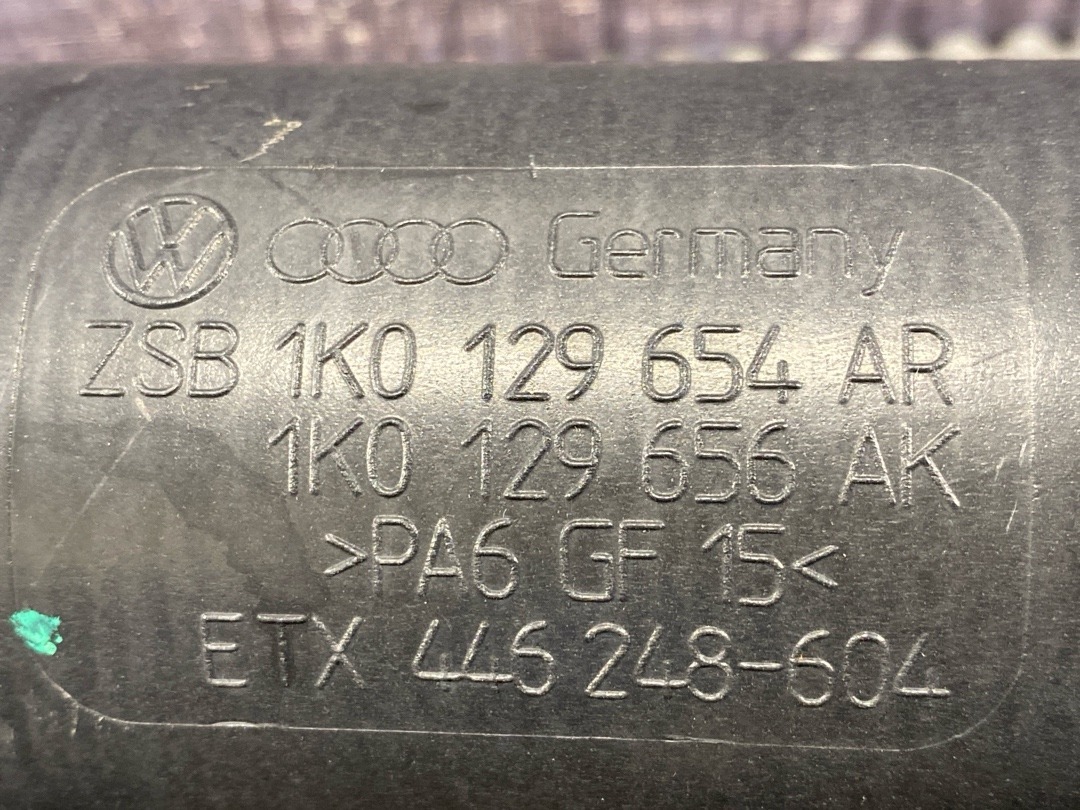 Germany
ZSB 1K0 129 654 AR
1K0 129 656 AK
>PA6 GF 15<
ETX 446 248-604